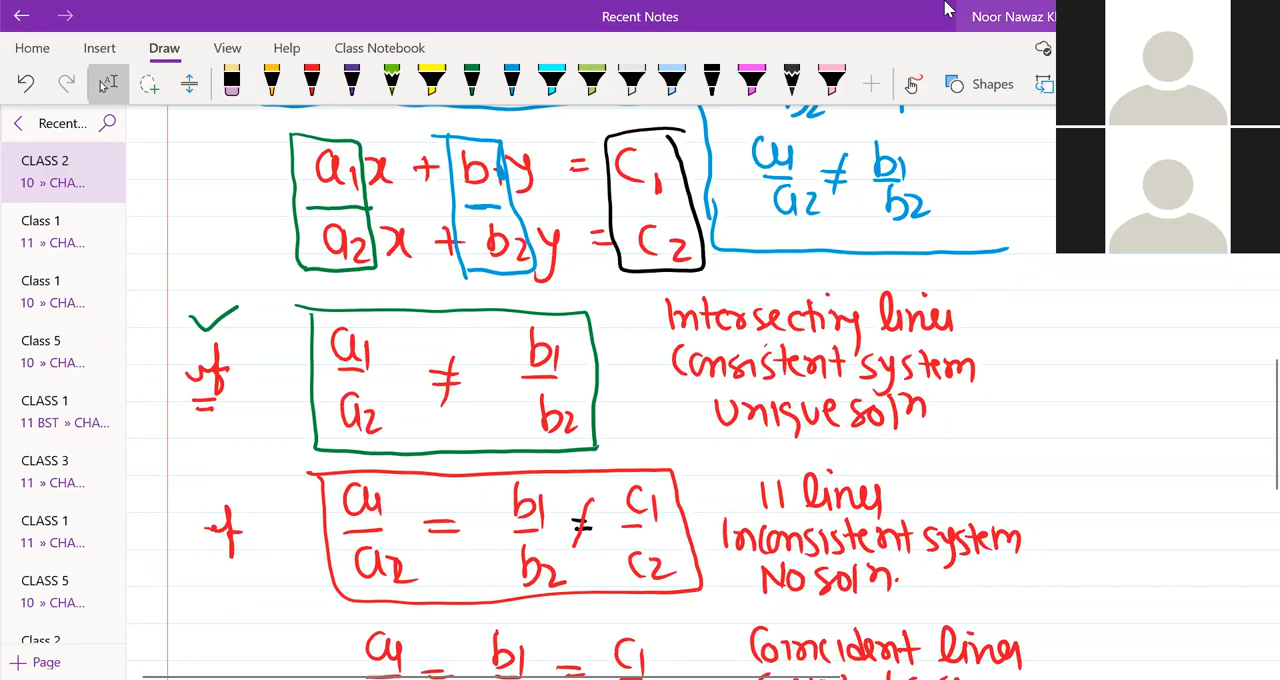 Recent Notes
Noor Nawaz Kh
Home Insert Draw View Help Class Notebook
Shapes
Recent...
CLASS 2
10 » CHA...
Class 1
11 » CHA...
Class 1
10 » CHA...
Class 5
10 » CHA...
CLASS 1
11 BST » CHA...
CLASS 3
11 » CHA...
CLASS 1
11 » CHA...
CLASS 5
10 » CHA...
Class 2
+ Page
a1x + b1y = C1
a2x + b2y = C2
a1/a2 ≠ b1/b2
if a1/a2 ≠ b1/b2
Intersecting lines
Consistent system
unique soln
if a1/a2 = b1/b2 ≠ C1/C2
11 lines
Inconsistent system
No soln.
a1 = b1 = C1
Coincident lines